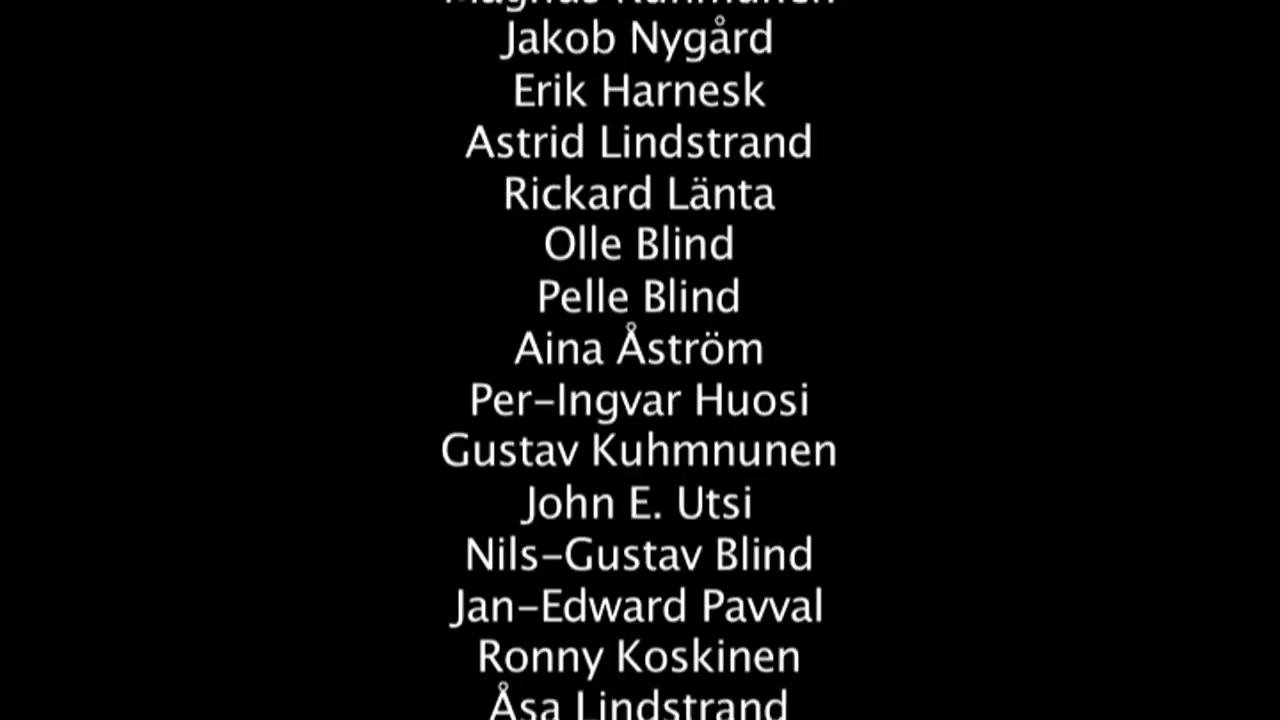 Jakob Nygård
Erik Harnesk
Astrid Lindstrand
Rickard Länta
Olle Blind
Pelle Blind
Aina Åström
Per-Ingvar Huosi
Gustav Kuhmnunen
John E. Utsi
Nils-Gustav Blind
Jan-Edward Pavval
Ronny Koskinen
Åsa Lindstrand